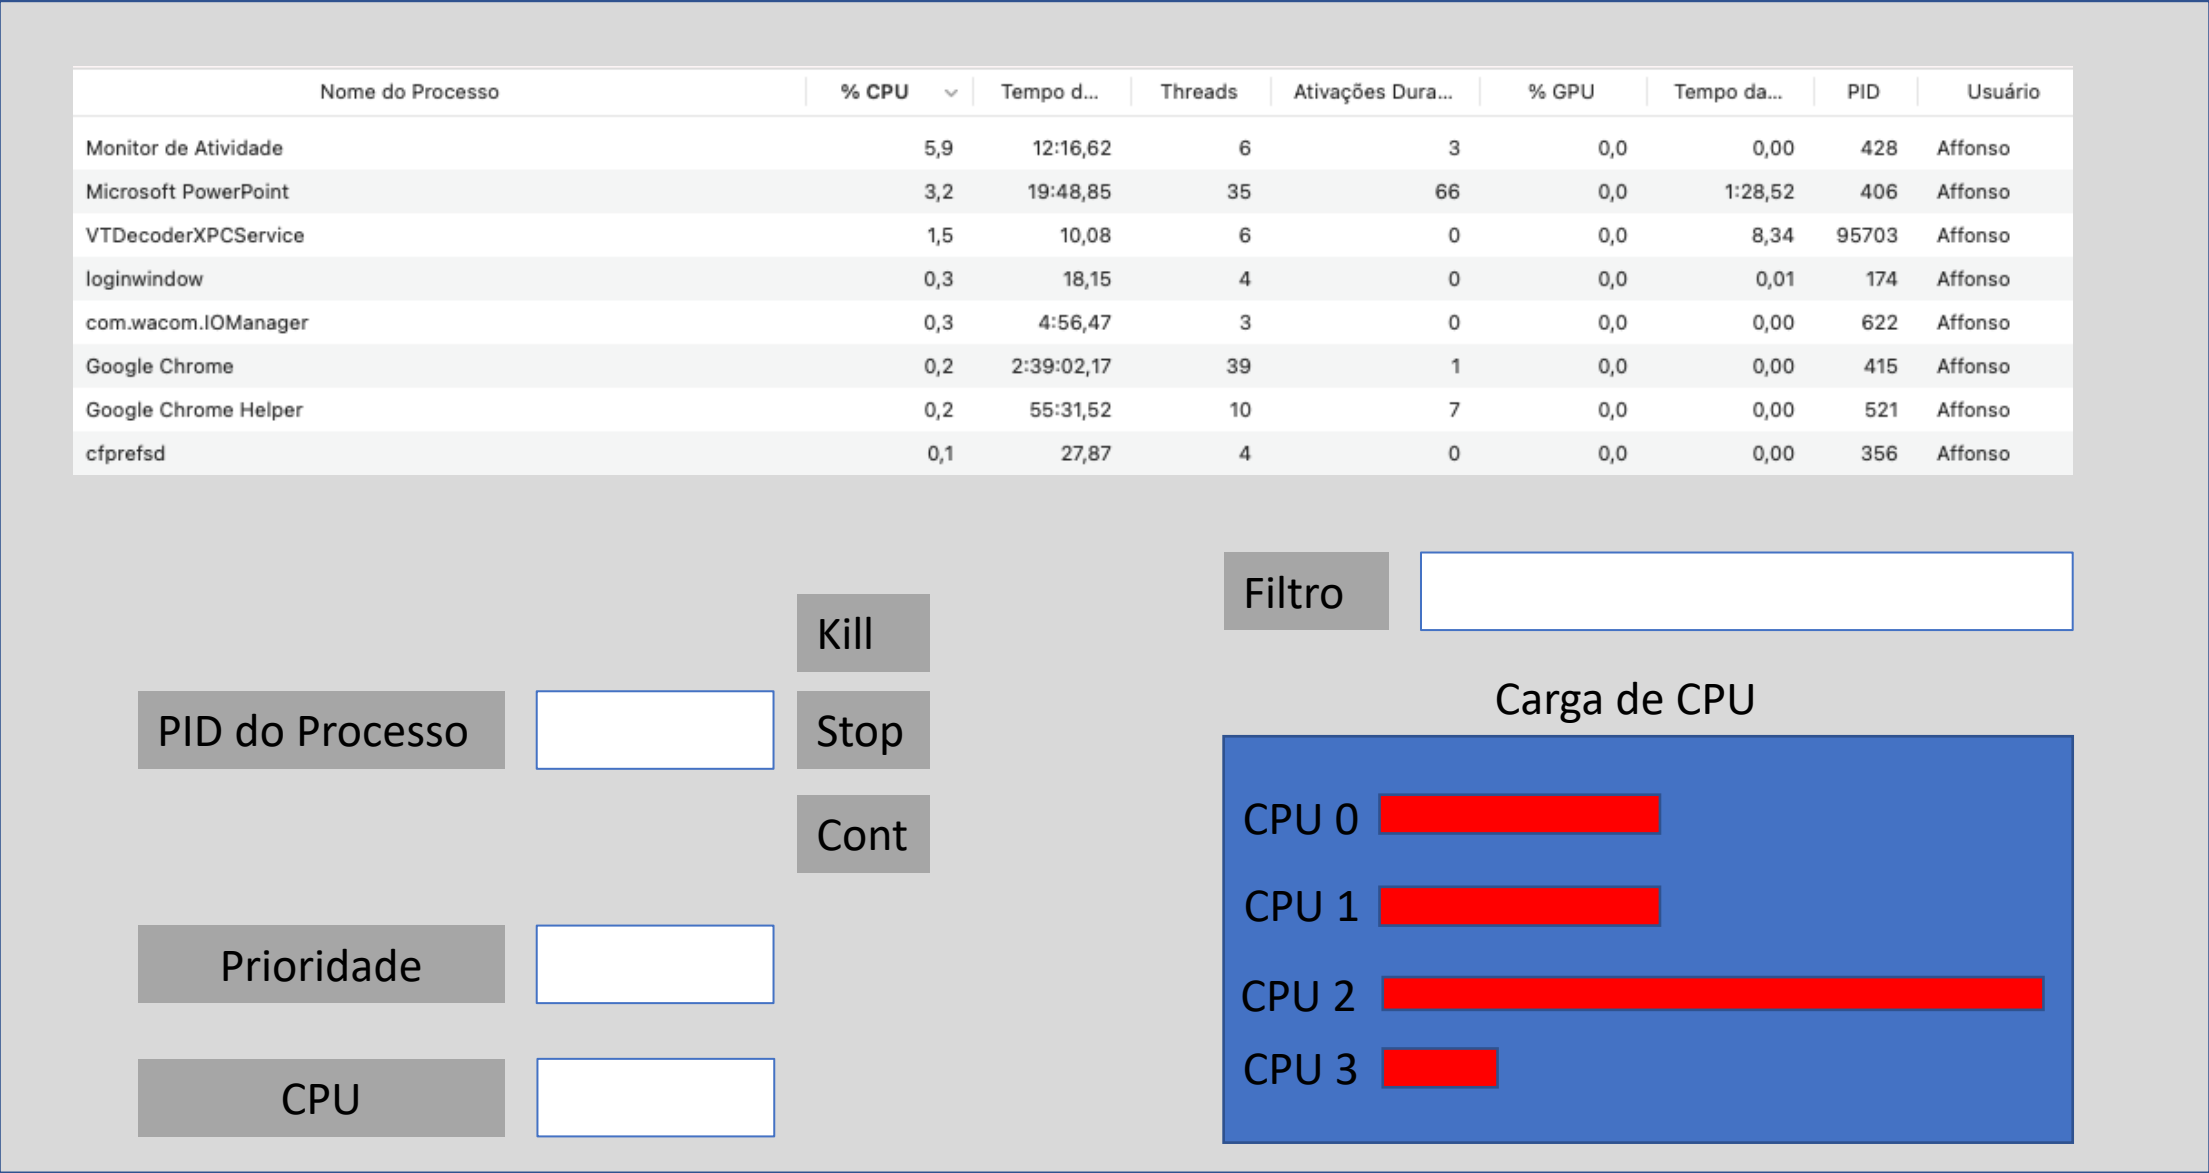 Nome do Processo % CPU Tempo d... Threads Ativações Dura... % GPU Tempo da... PID Usuário
Monitor de Atividade 5,9 12:16,62 6 3 0,0 0,00 428 Affonso
Microsoft PowerPoint 3,2 19:48,85 35 66 0,0 1:28,52 406 Affonso
VTDecoderXPCService 1,5 10,08 6 0 0,0 8,34 95703 Affonso
loginwindow 0,3 18,15 4 0 0,0 0,01 174 Affonso
com.wacom.IOManager 0,3 4:56,47 3 0 0,0 0,00 622 Affonso
Google Chrome 0,2 2:39:02,17 39 1 0,0 0,00 415 Affonso
Google Chrome Helper 0,2 55:31,52 10 7 0,0 0,00 521 Affonso
cfprefsd 0,1 27,87 4 0 0,0 0,00 356 Affonso
Kill
PID do Processo
Stop
Cont
Prioridade
CPU
Filtro
Carga de CPU
CPU 0
CPU 1
CPU 2
CPU 3